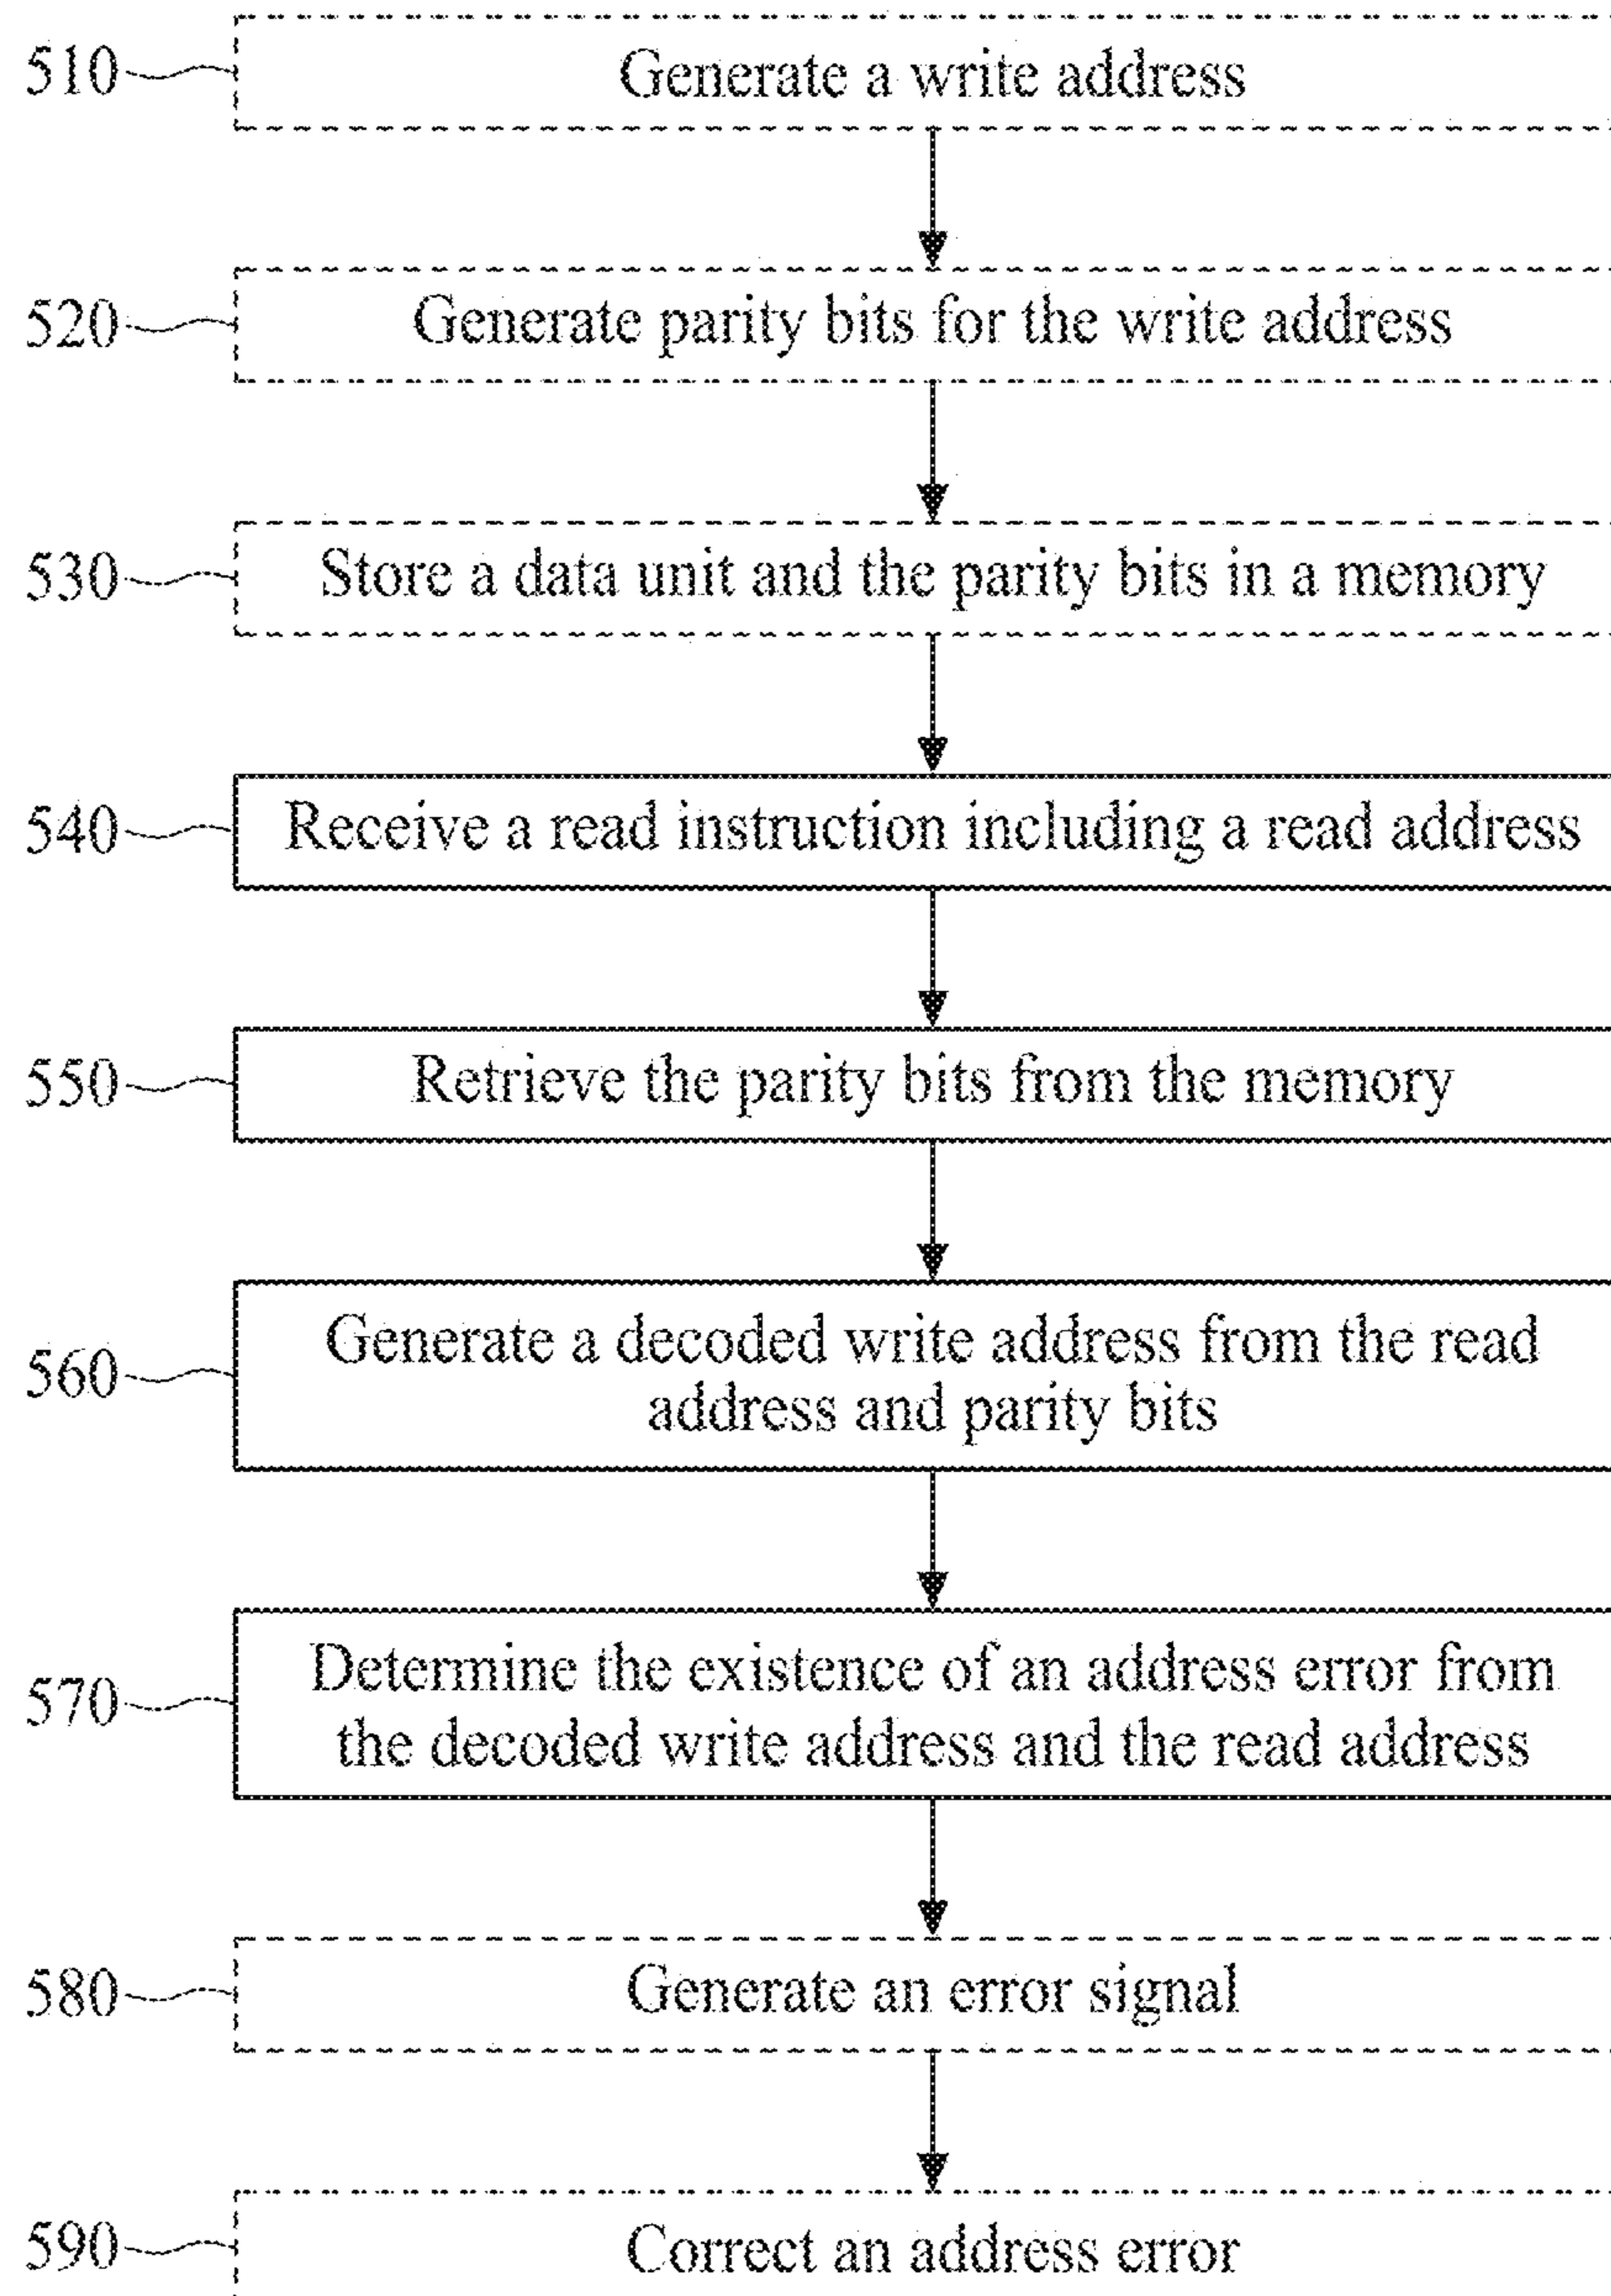 510 Generate a write address
520 Generate parity bits for the write address
530 Store a data unit and the parity bits in a memory
540 Receive a read instruction including a read address
550 Retrieve the parity bits from the memory
560 Generate a decoded write address from the read
address and parity bits
570 Determine the existence of an address error from
the decoded write address and the read address
580 Generate an error signal
590 Correct an address error